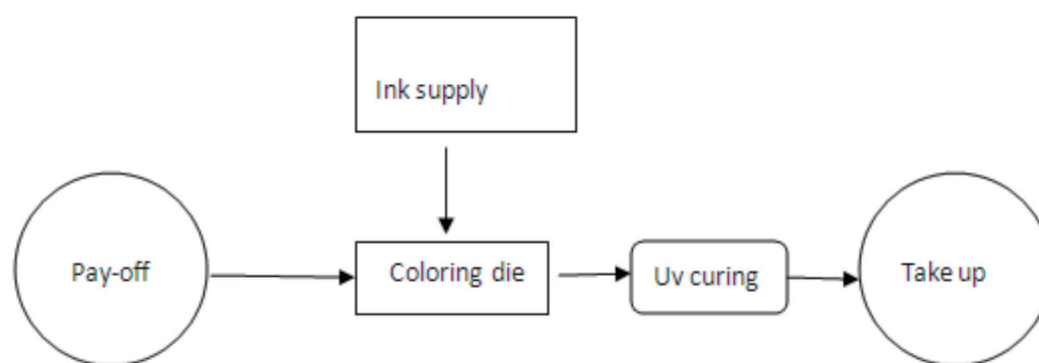 Ink supply
Pay-off
Coloring die
Uv curing
Take up